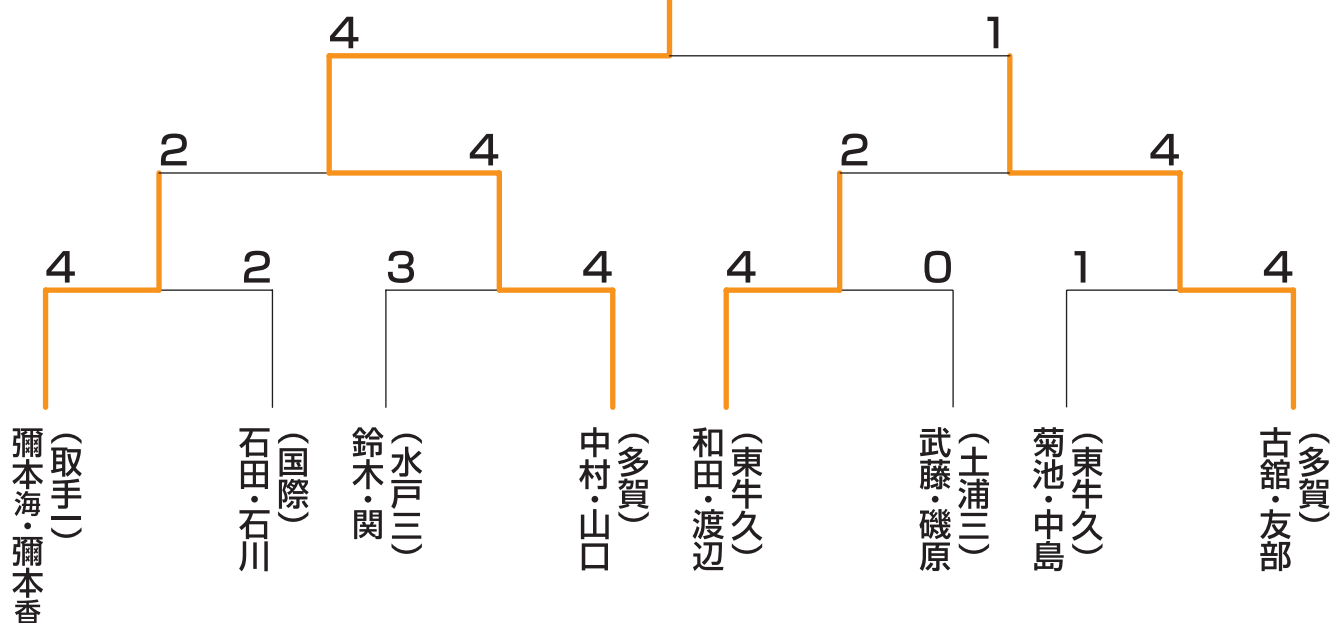 4
1
2
4
2
4
4
2
3
4
4
0
1
4
彌本海・彌本香
(取手一)
石田・石川
(国際)
鈴木・関
(水戸三)
中村・山口
(多賀)
和田・渡辺
(東牛久)
武藤・磯原
(土浦三)
菊池・中島
(東牛久)
古舘・友部
(多賀)